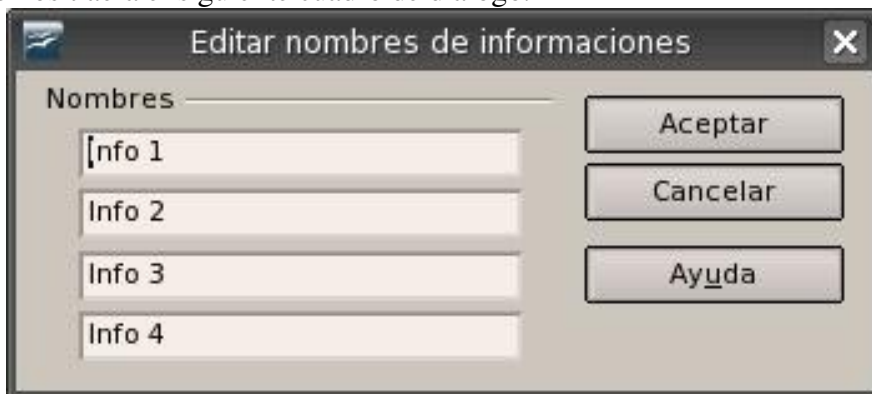 Editar nombres de informaciones
Nombres
Info 1
Info 2
Info 3
Info 4
Aceptar
Cancelar
Ayuda